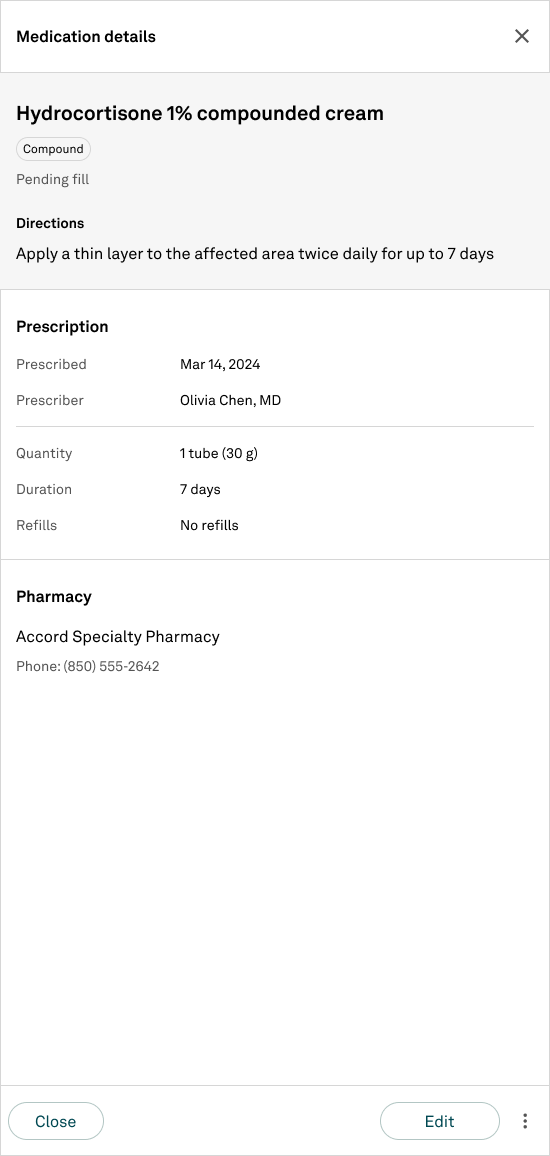 Medication details
Hydrocortisone 1% compounded cream
Compound
Pending fill
Directions
Apply a thin layer to the affected area twice daily for up to 7 days
Prescription
Prescribed Mar 14, 2024
Prescriber Olivia Chen, MD
Quantity 1 tube (30 g)
Duration 7 days
Refills No refills
Pharmacy
Accord Specialty Pharmacy
Phone: (850) 555-2642
Close Edit